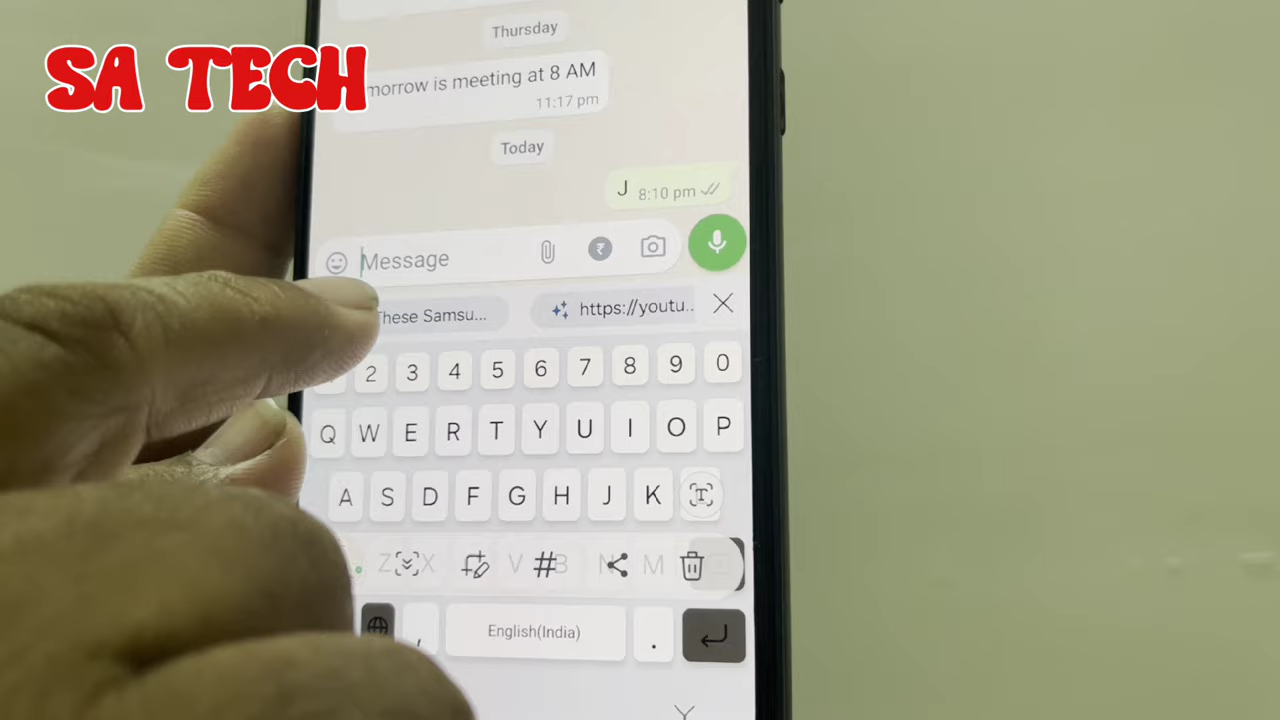 SA TECH
Thursday
morrow is meeting at 8 AM
11:17 pm
Today
J 8:10 pm
Message
These Samsu... https://youtu..
2 3 4 5 6 7 8 9 0
Q W E R T Y U I O P
A S D F G H J K T
Z X # V B N M
, English(India) .